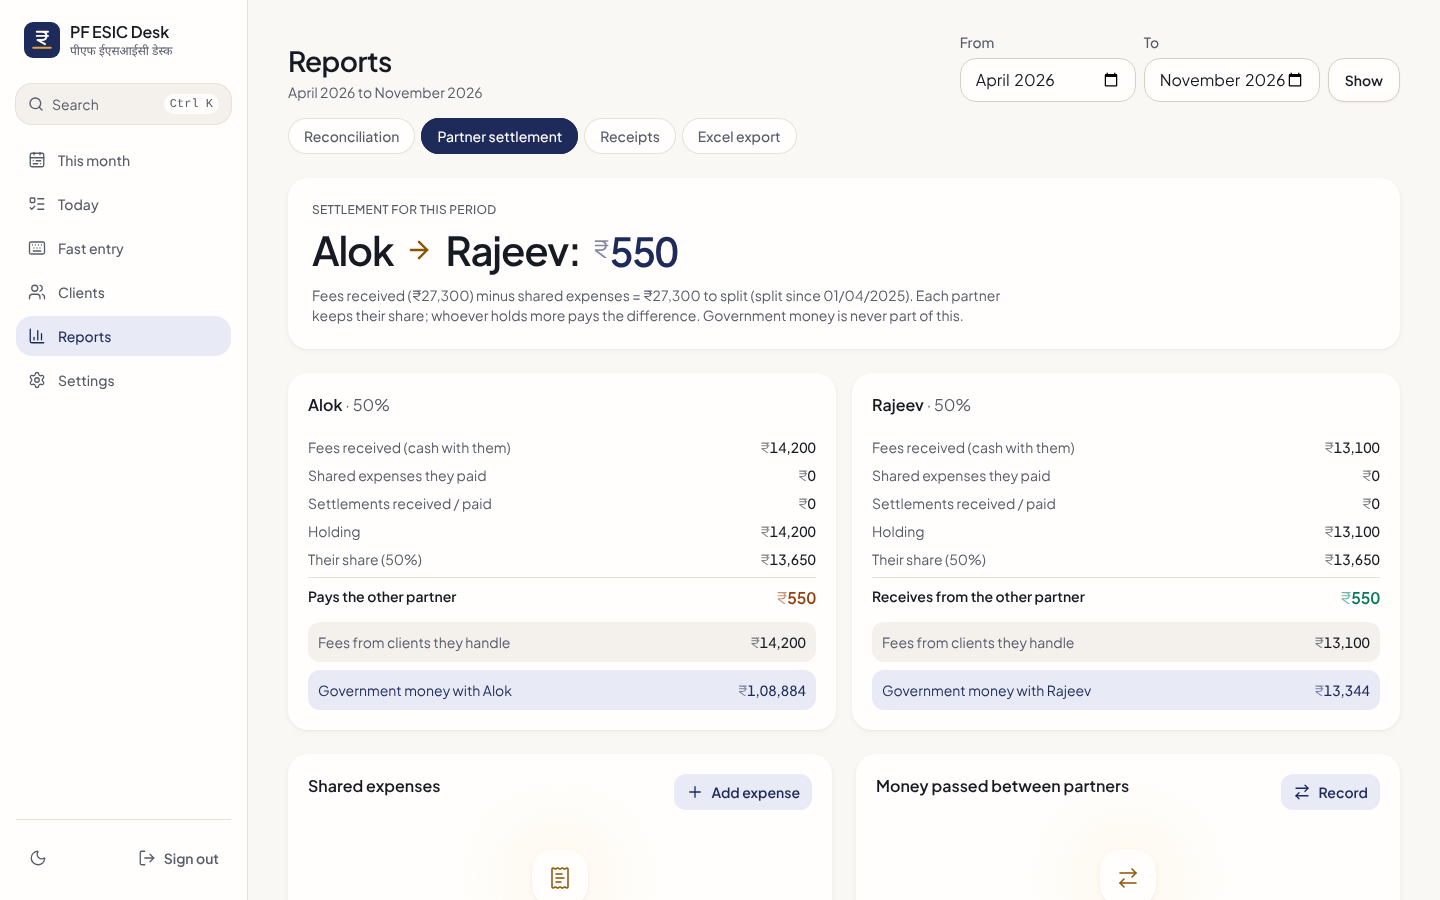 PF ESIC Desk
पीएफ ईएसआईसी डेस्क
Search Ctrl K
This month
Today
Fast entry
Clients
Reports
Settings
Sign out
Reports
April 2026 to November 2026
From To
April 2026 November 2026 Show
Reconciliation Partner settlement Receipts Excel export
SETTLEMENT FOR THIS PERIOD
Alok → Rajeev: ₹550
Fees received (₹27,300) minus shared expenses = ₹27,300 to split (split since 01/04/2025). Each partner
keeps their share; whoever holds more pays the difference. Government money is never part of this.
Alok · 50%
Fees received (cash with them) ₹14,200
Shared expenses they paid ₹0
Settlements received / paid ₹0
Holding ₹14,200
Their share (50%) ₹13,650
Pays the other partner ₹550
Fees from clients they handle ₹14,200
Government money with Alok ₹1,08,884
Rajeev · 50%
Fees received (cash with them) ₹13,100
Shared expenses they paid ₹0
Settlements received / paid ₹0
Holding ₹13,100
Their share (50%) ₹13,650
Receives from the other partner ₹550
Fees from clients they handle ₹13,100
Government money with Rajeev ₹13,344
Shared expenses + Add expense
Money passed between partners Record